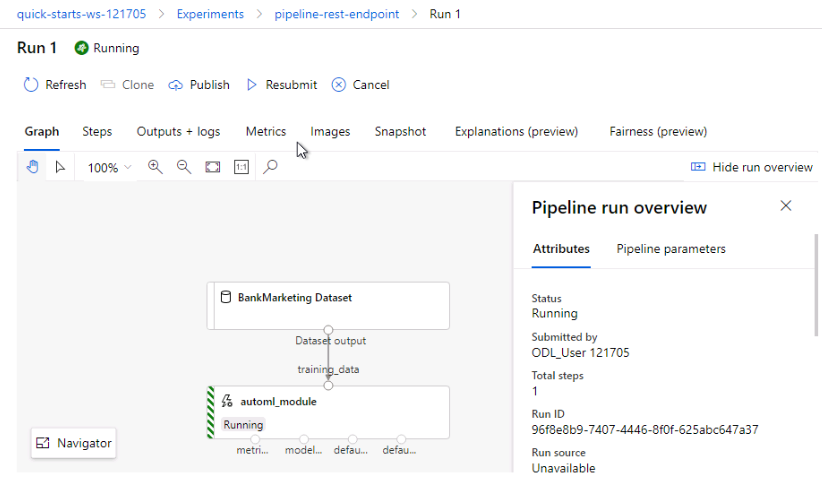 quick-starts-ws-121705 > Experiments > pipeline-rest-endpoint > Run 1
Run 1 Running
Refresh Clone Publish Resubmit Cancel
Graph Steps Outputs + logs Metrics Images Snapshot Explanations (preview) Fairness (preview)
100% 1:1 Hide run overview
BankMarketing Dataset
Dataset output
training_data
automl_module
Running
metri... model... defau... defau...
Navigator
Pipeline run overview
Attributes Pipeline parameters
Status
Running
Submitted by
ODL_User 121705
Total steps
1
Run ID
96f8e8b9-7407-4446-8f0f-625abc647a37
Run source
Unavailable